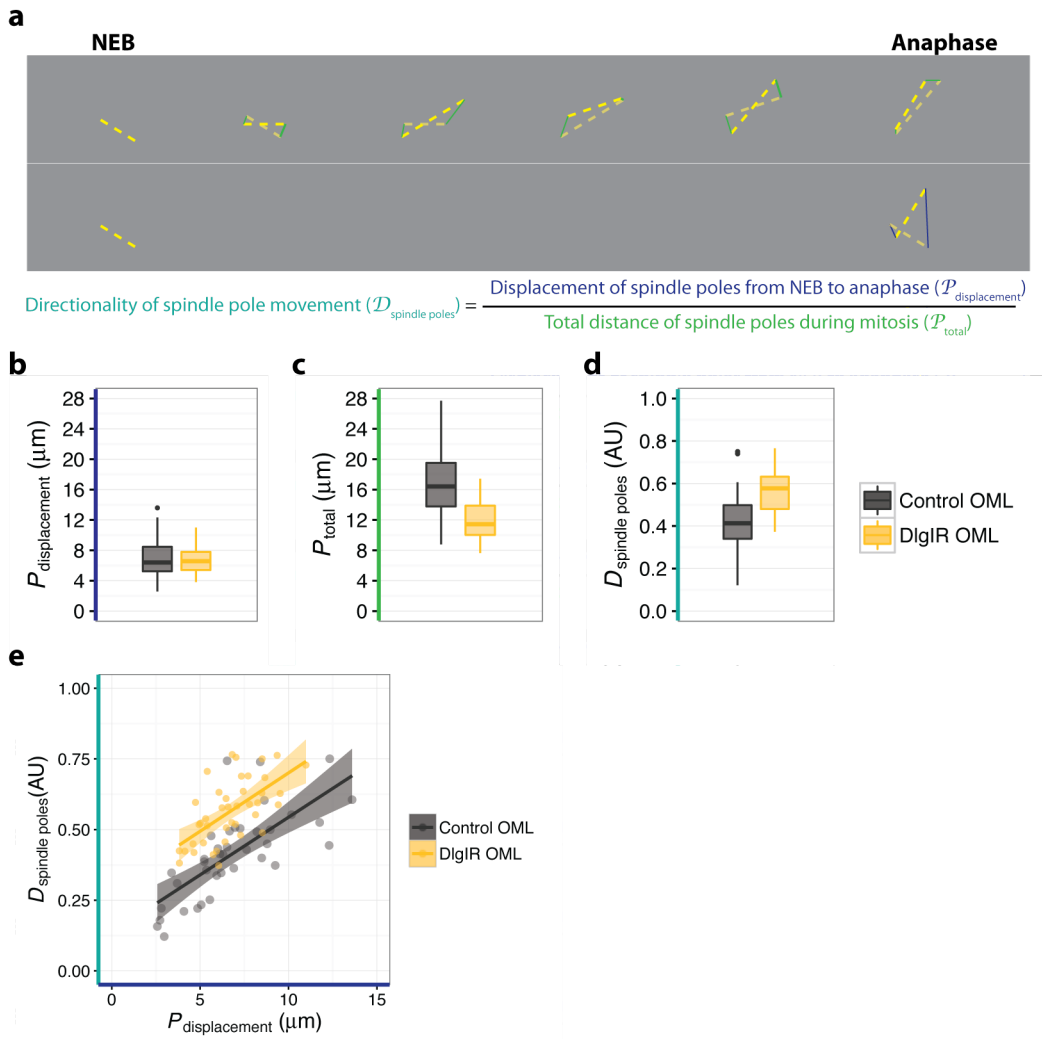 a
NEB
Anaphase
Directionality of spindle pole movement (𝒟spindle poles) = Displacement of spindle poles from NEB to anaphase (𝒫displacement)
Total distance of spindle poles during mitosis (𝒫total)
b
28
24
20
16
12
8
4
0
Pdisplacement (μm)
c
28
24
20
16
12
8
4
0
Ptotal (μm)
d
1.0
0.8
0.6
0.4
0.2
0.0
Dspindle poles (AU)
Control OML
DlgIR OML
e
1.00
0.75
0.50
0.25
0.00
Dspindle poles(AU)
0 5 10 15
Pdisplacement (μm)
Control OML
DlgIR OML